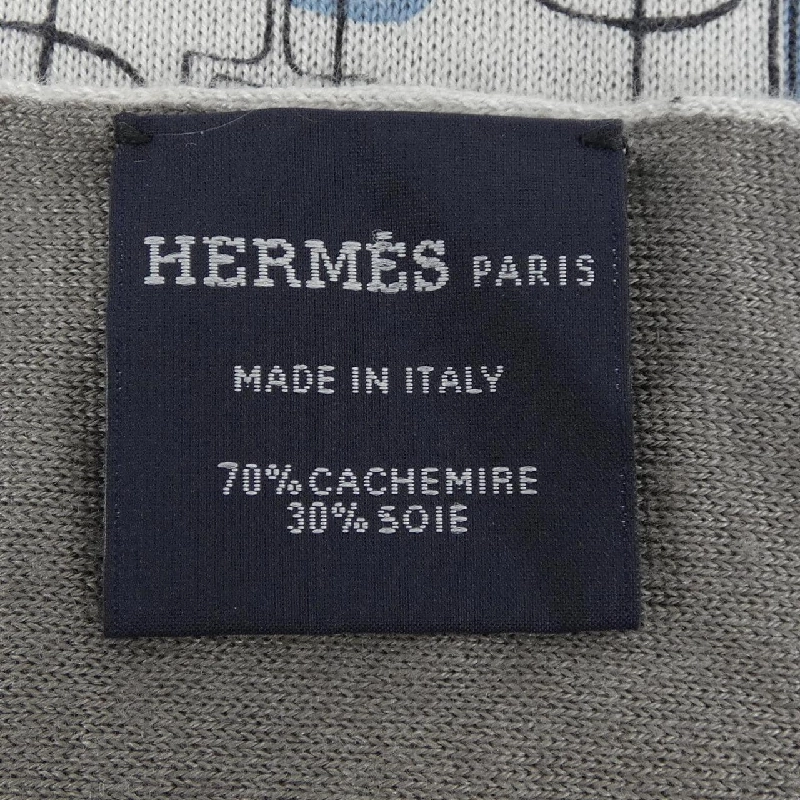 HERMÈS PARIS
MADE IN ITALY
70% CACHEMIRE
30% SOIE